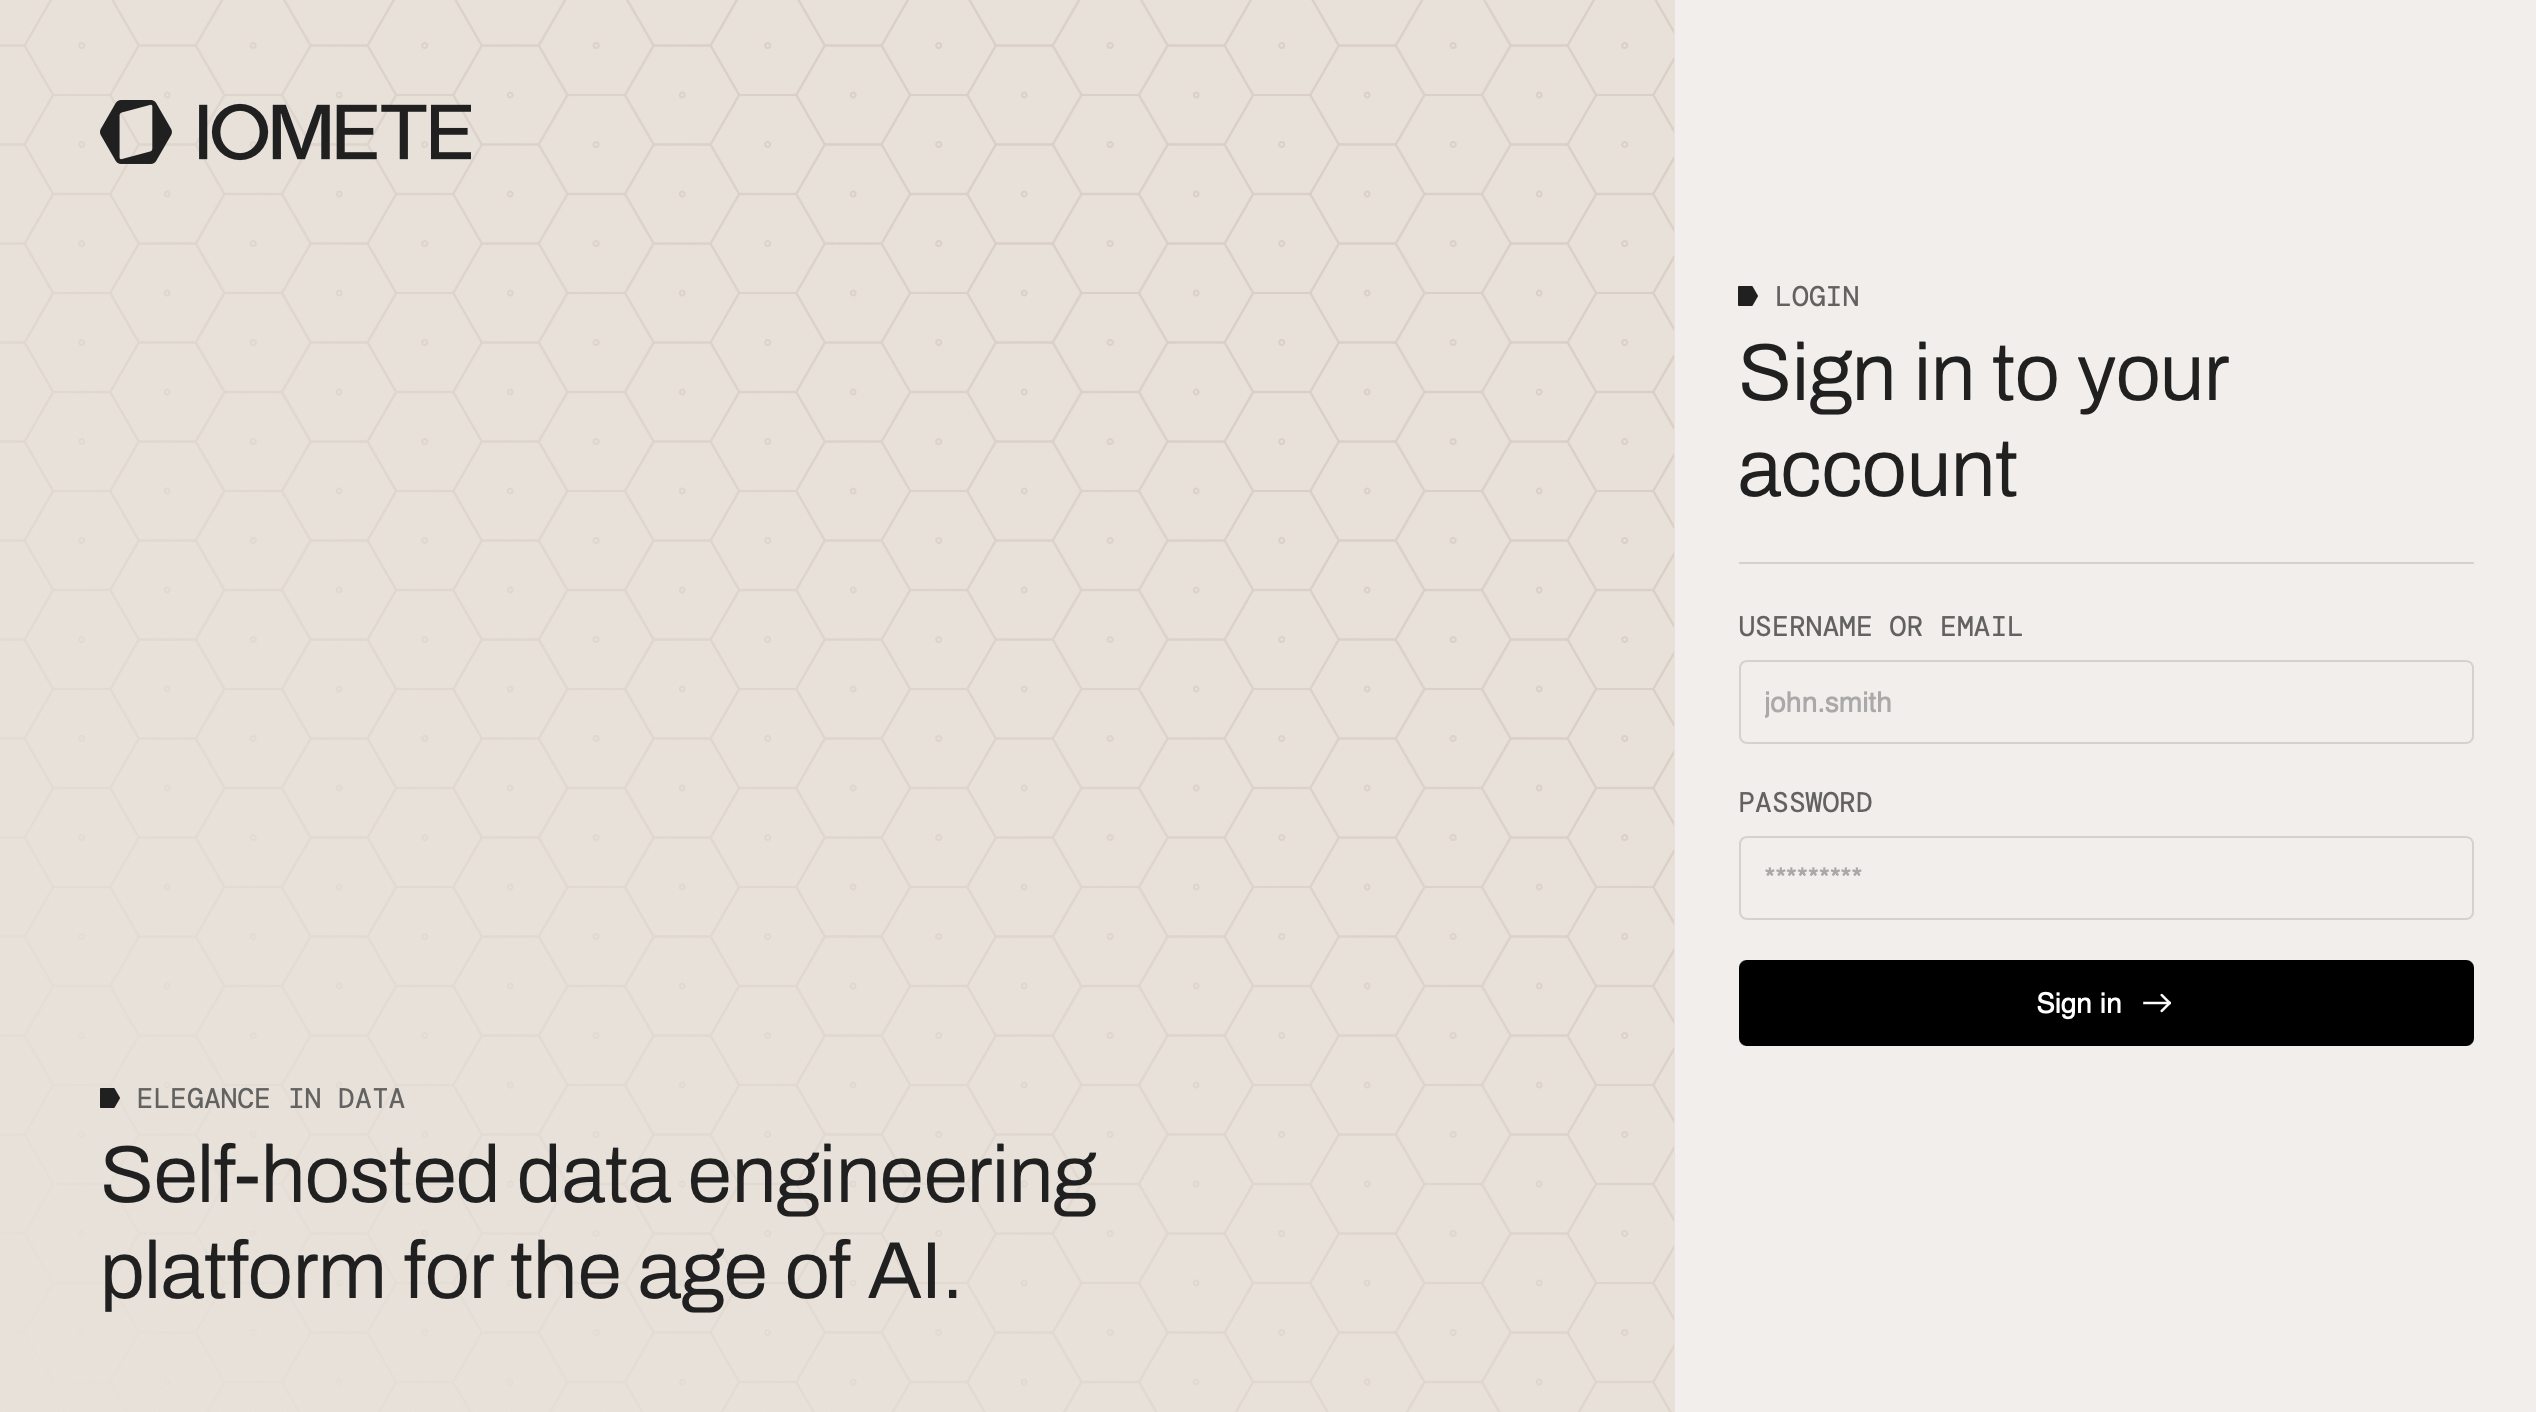 IOMETE
ELEGANCE IN DATA
Self-hosted data engineering
platform for the age of AI.
LOGIN
Sign in to your
account
USERNAME OR EMAIL
john.smith
PASSWORD
*********
Sign in →